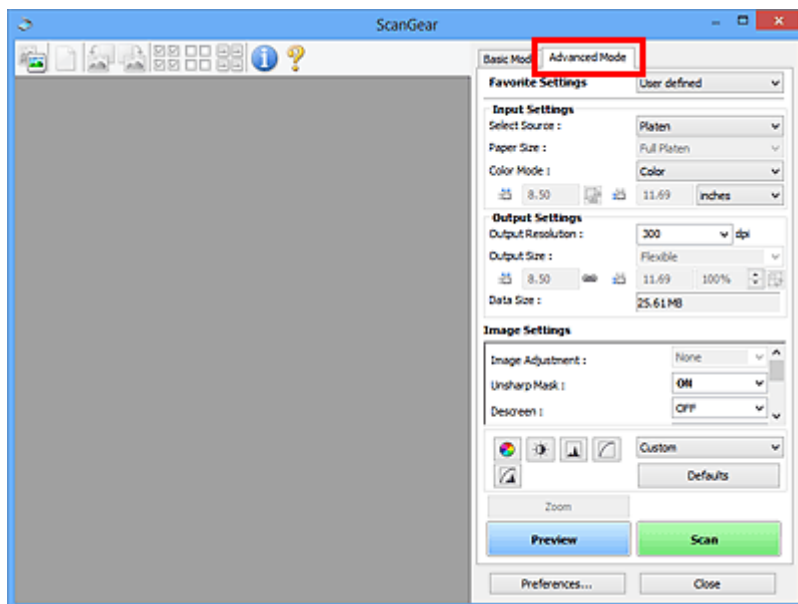 ScanGear
Basic Mod Advanced Mode
Favorite Settings User defined
Input Settings
Select Source : Platen
Paper Size : Full Platen
Color Mode : Color
8.50 11.69 inches
Output Settings
Output Resolution : 300 dpi
Output Size : Flexible
8.50 11.69 100%
Data Size : 25.61MB
Image Settings
Image Adjustment : None
Unsharp Mask : ON
Descreen : OFF
Custom
Defaults
Zoom
Preview Scan
Preferences... Close